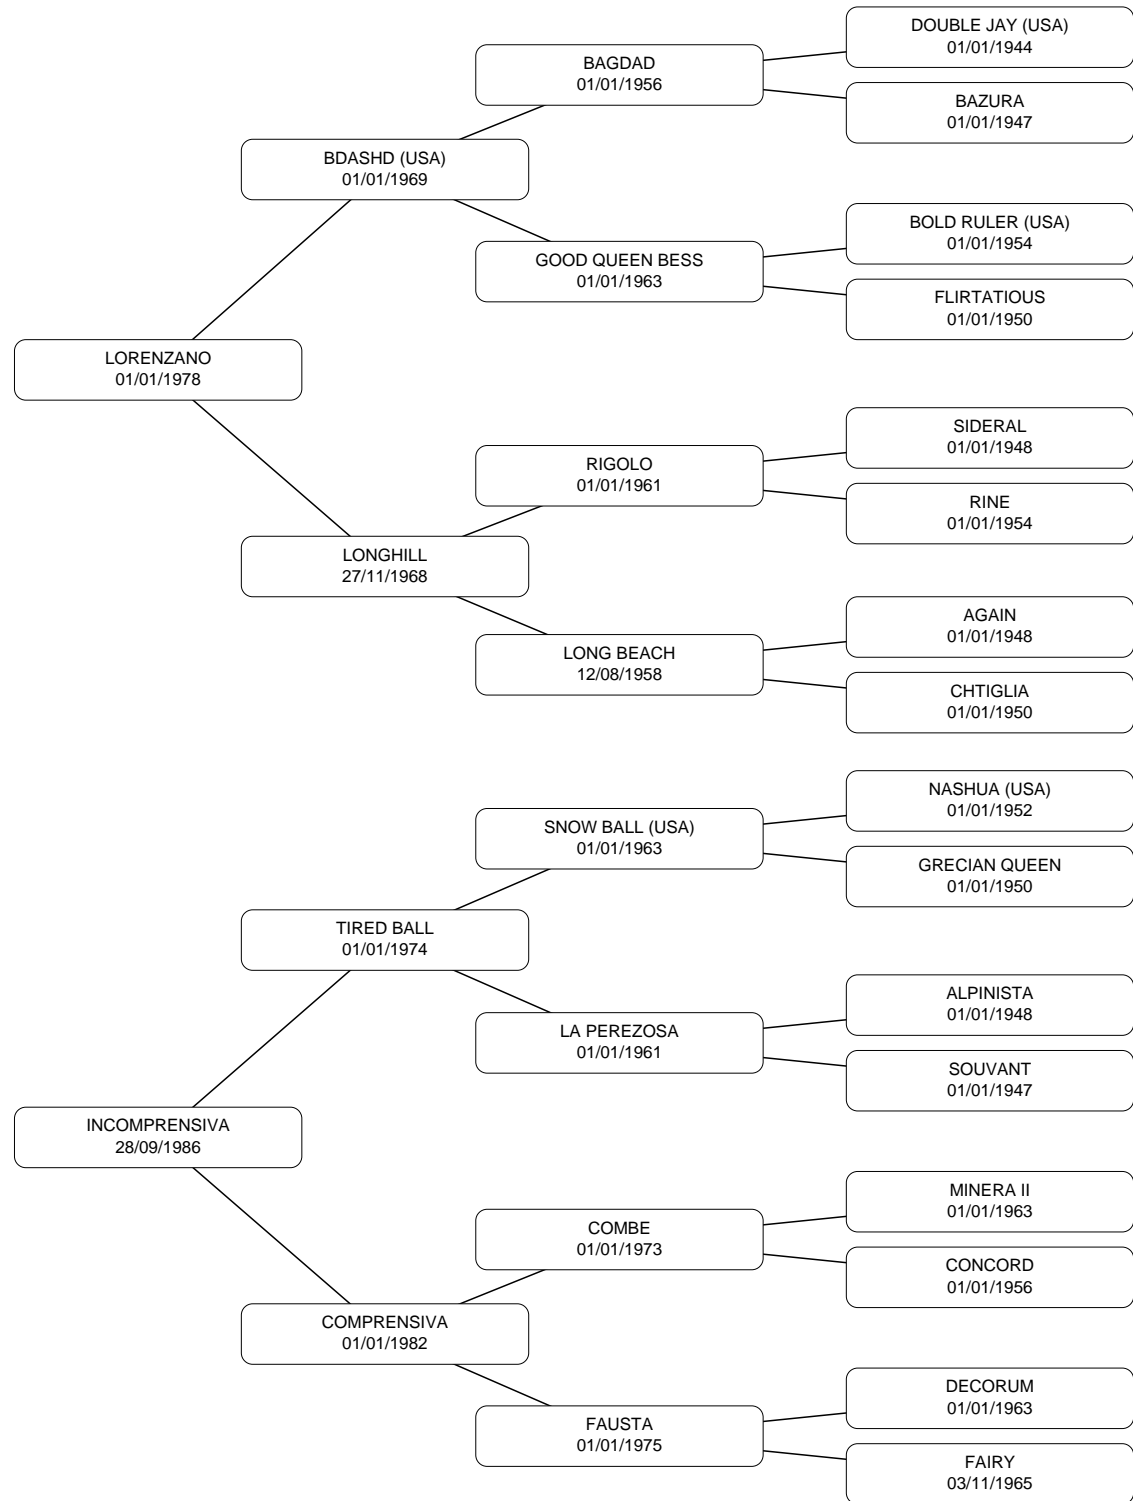 DOUBLE JAY (USA)
01/01/1944
BAGDAD
01/01/1956
BAZURA
01/01/1947
BDASHD (USA)
01/01/1969
BOLD RULER (USA)
01/01/1954
GOOD QUEEN BESS
01/01/1963
FLIRTATIOUS
01/01/1950
LORENZANO
01/01/1978
SIDERAL
01/01/1948
RIGOLO
01/01/1961
RINE
01/01/1954
LONGHILL
27/11/1968
AGAIN
01/01/1948
LONG BEACH
12/08/1958
CHTIGLIA
01/01/1950
NASHUA (USA)
01/01/1952
SNOW BALL (USA)
01/01/1963
GRECIAN QUEEN
01/01/1950
TIRED BALL
01/01/1974
ALPINISTA
01/01/1948
LA PEREZOSA
01/01/1961
SOUVANT
01/01/1947
INCOMPRENSIVA
28/09/1986
MINERA II
01/01/1963
COMBE
01/01/1973
CONCORD
01/01/1956
COMPRENSIVA
01/01/1982
DECORUM
01/01/1963
FAUSTA
01/01/1975
FAIRY
03/11/1965